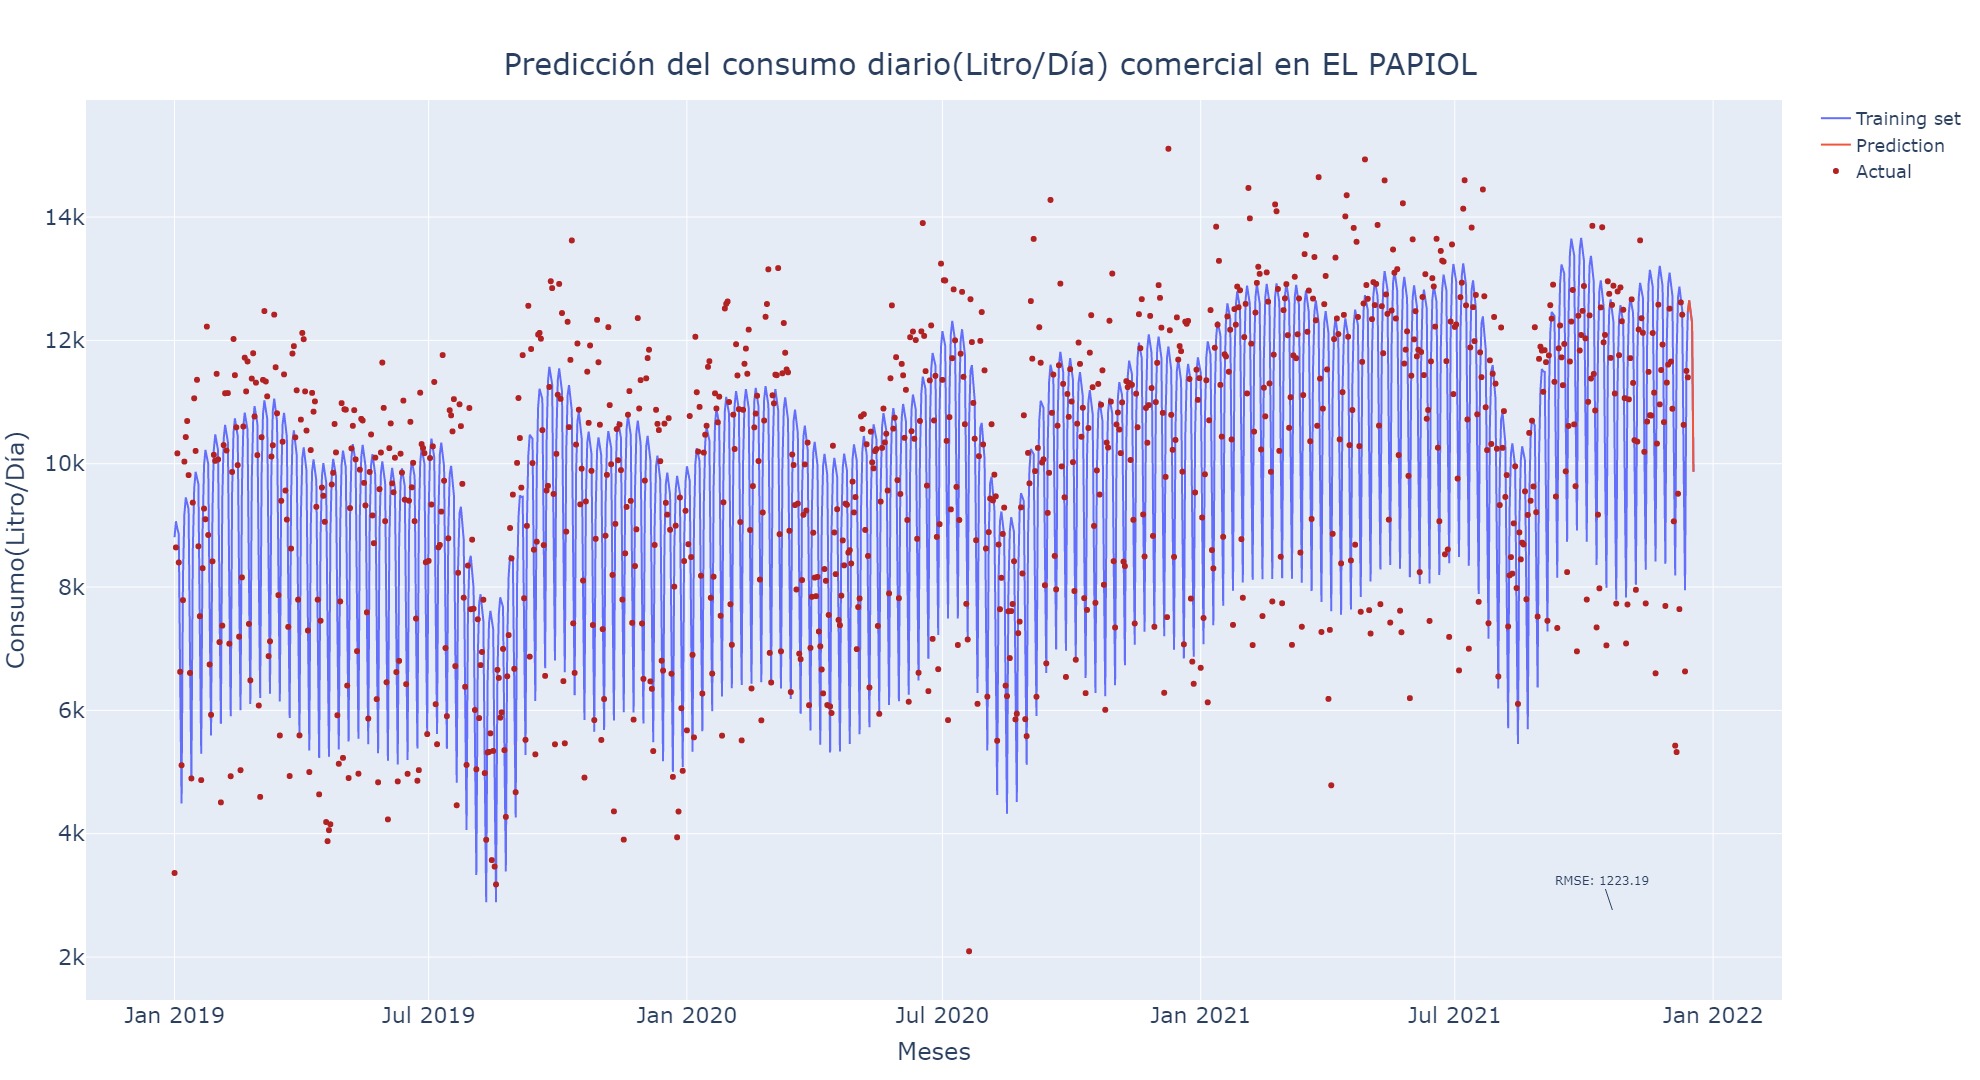 Predicción del consumo diario(Litro/Día) comercial en EL PAPIOL
Training set
Prediction
Actual
Consumo(Litro/Día)
14k
12k
10k
8k
6k
4k
2k
RMSE: 1223.19
Jan 2019
Jul 2019
Jan 2020
Jul 2020
Jan 2021
Jul 2021
Jan 2022
Meses